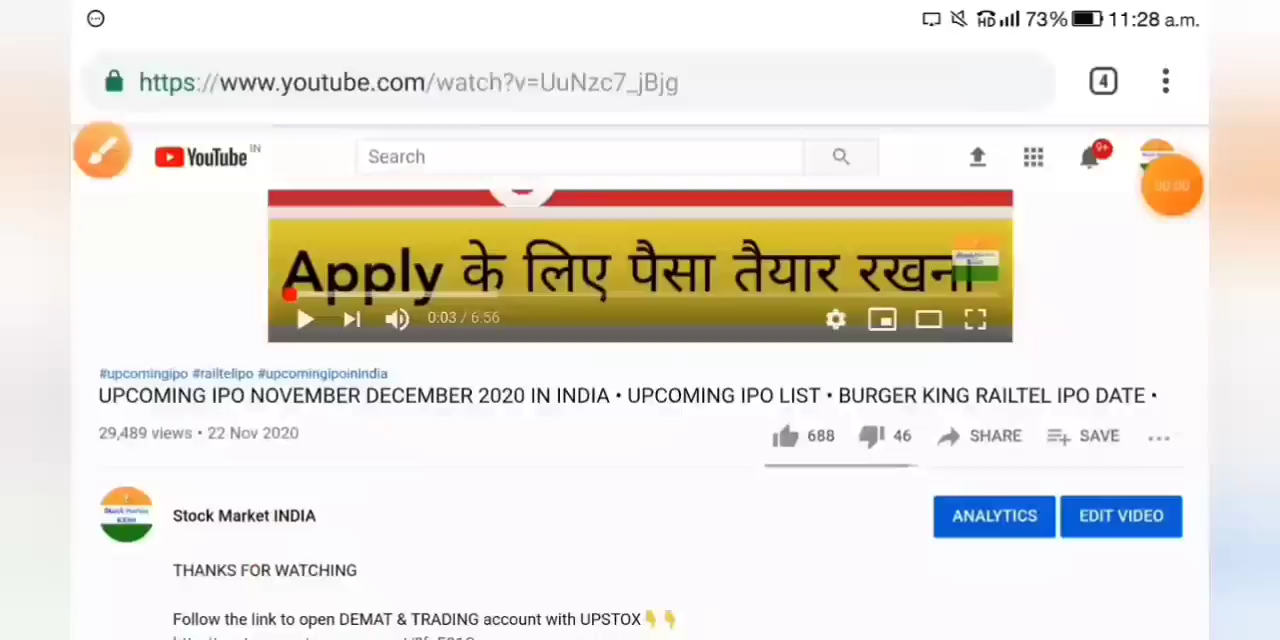 73% 11:28 a.m.
https://www.youtube.com/watch?v=UuNzc7_jBjg 4
YouTube IN Search 9+
00:00
Apply के लिए पैसा तैयार रखना
0:03 / 6:56
#upcomingipo #railtelipo #upcomingipoinindia
UPCOMING IPO NOVEMBER DECEMBER 2020 IN INDIA • UPCOMING IPO LIST • BURGER KING RAILTEL IPO DATE •
29,489 views • 22 Nov 2020 688 46 SHARE SAVE
Stock Market INDIA ANALYTICS EDIT VIDEO
THANKS FOR WATCHING
Follow the link to open DEMAT & TRADING account with UPSTOX👇👇